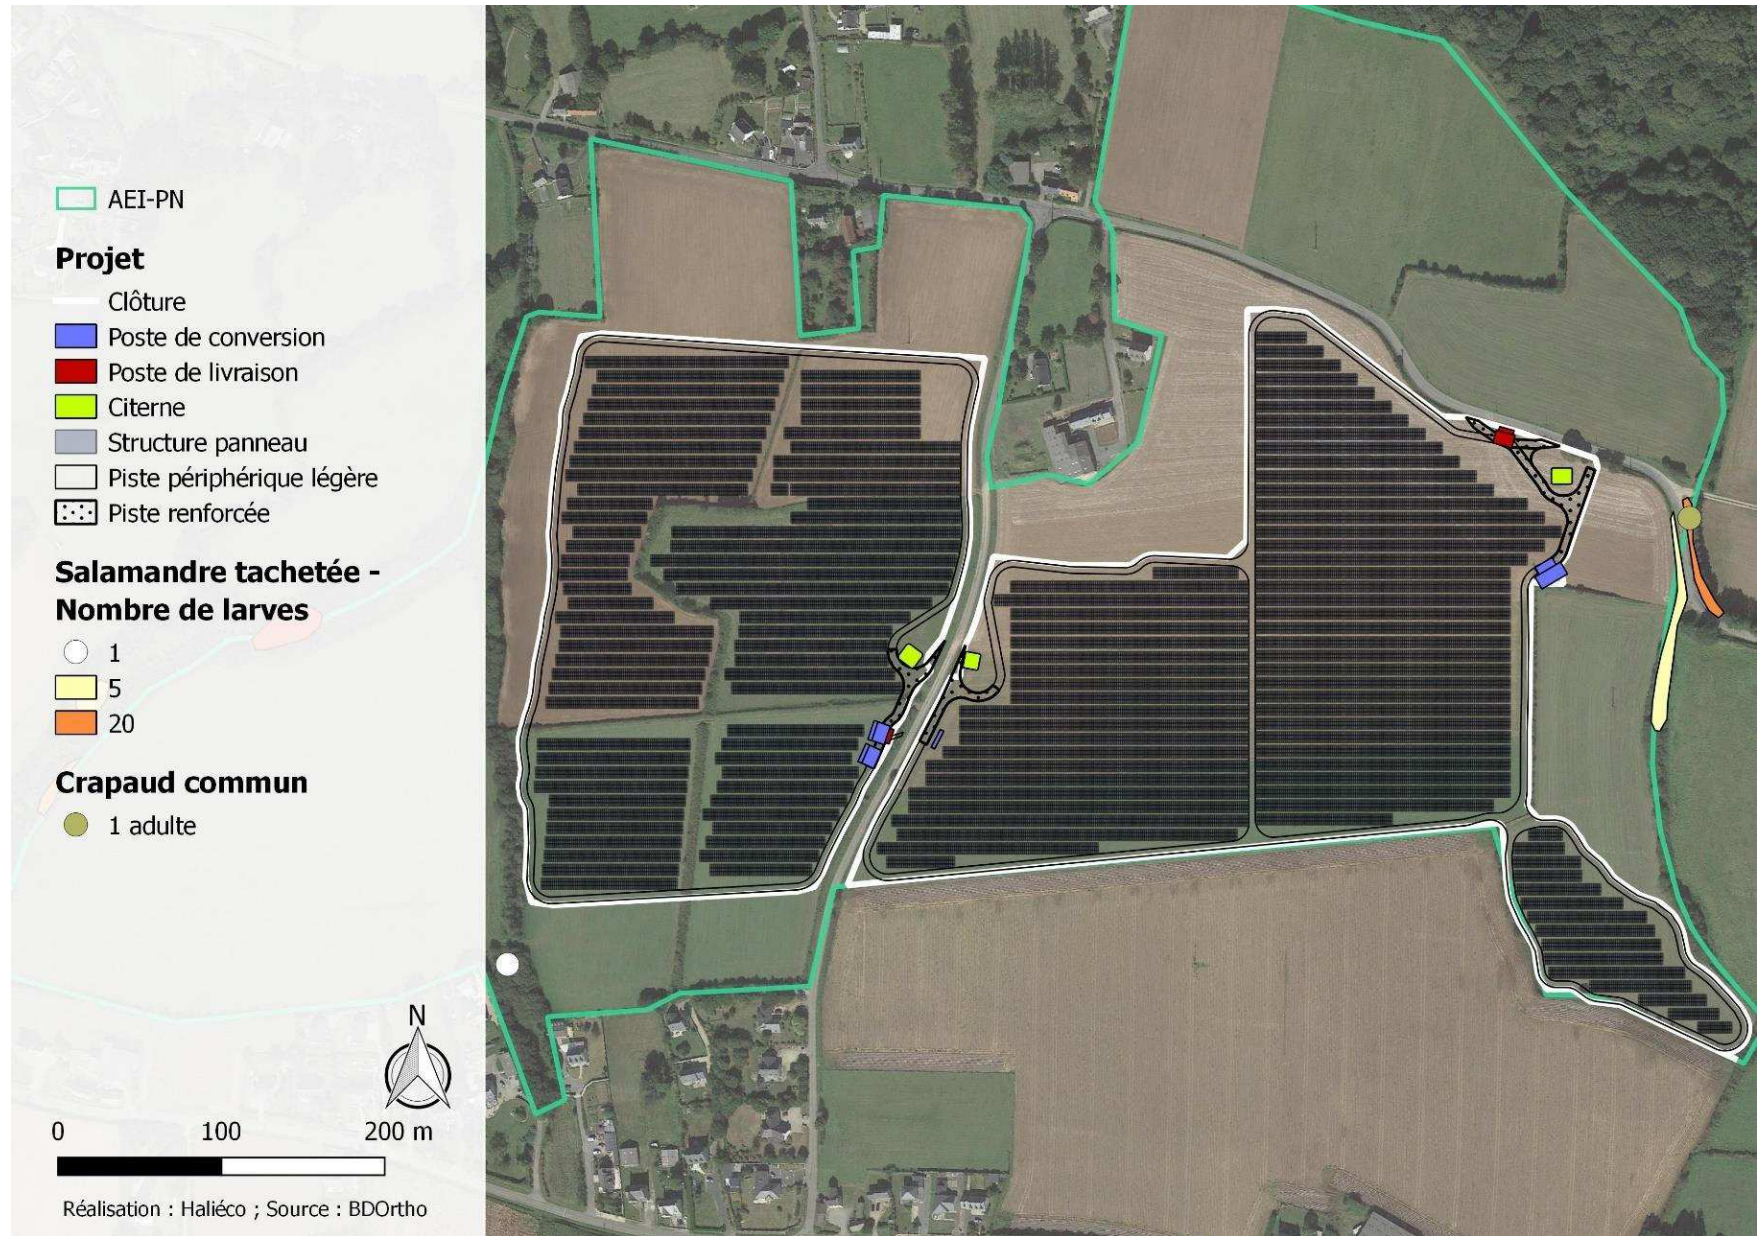 AEI-PN
Projet
Clôture
Poste de conversion
Poste de livraison
Citerne
Structure panneau
Piste périphérique légère
Piste renforcée
Salamandre tachetée -
Nombre de larves
1
5
20
Crapaud commun
1 adulte
N
0 100 200 m
Réalisation : Haliéco ; Source : BDOrtho